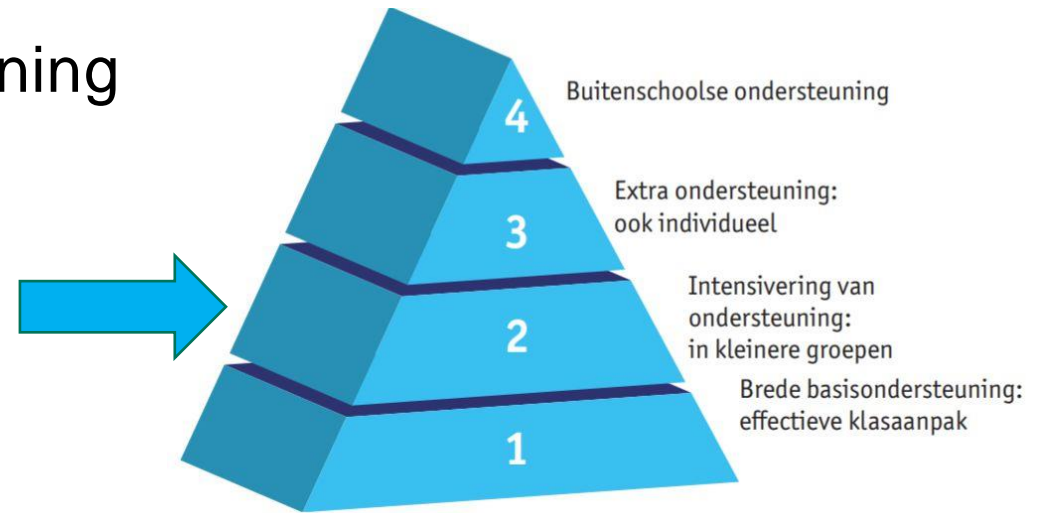 ning
4
Buitenschoolse ondersteuning
3
Extra ondersteuning:
ook individueel
2
Intensivering van
ondersteuning:
in kleinere groepen
1
Brede basisondersteuning:
effectieve klasaanpak